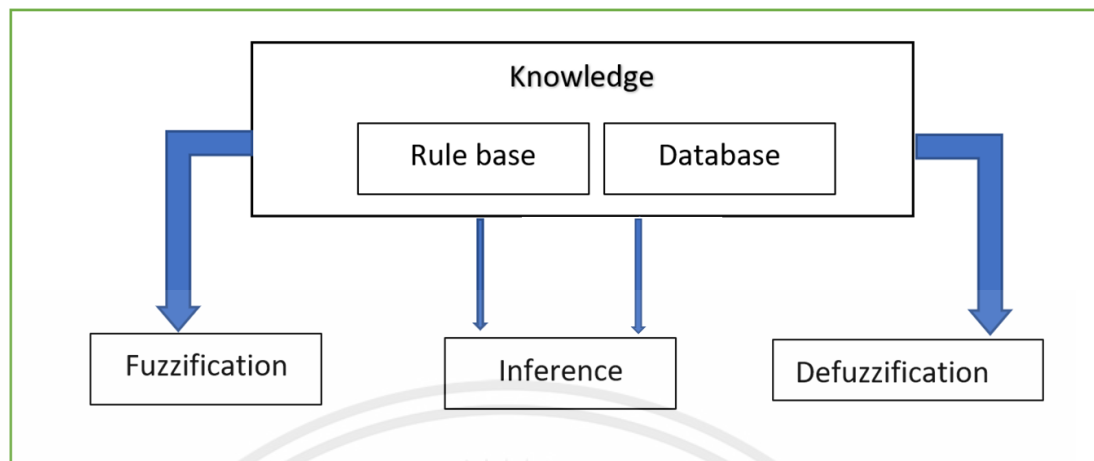 Knowledge
Rule base
Database
Fuzzification
Inference
Defuzzification